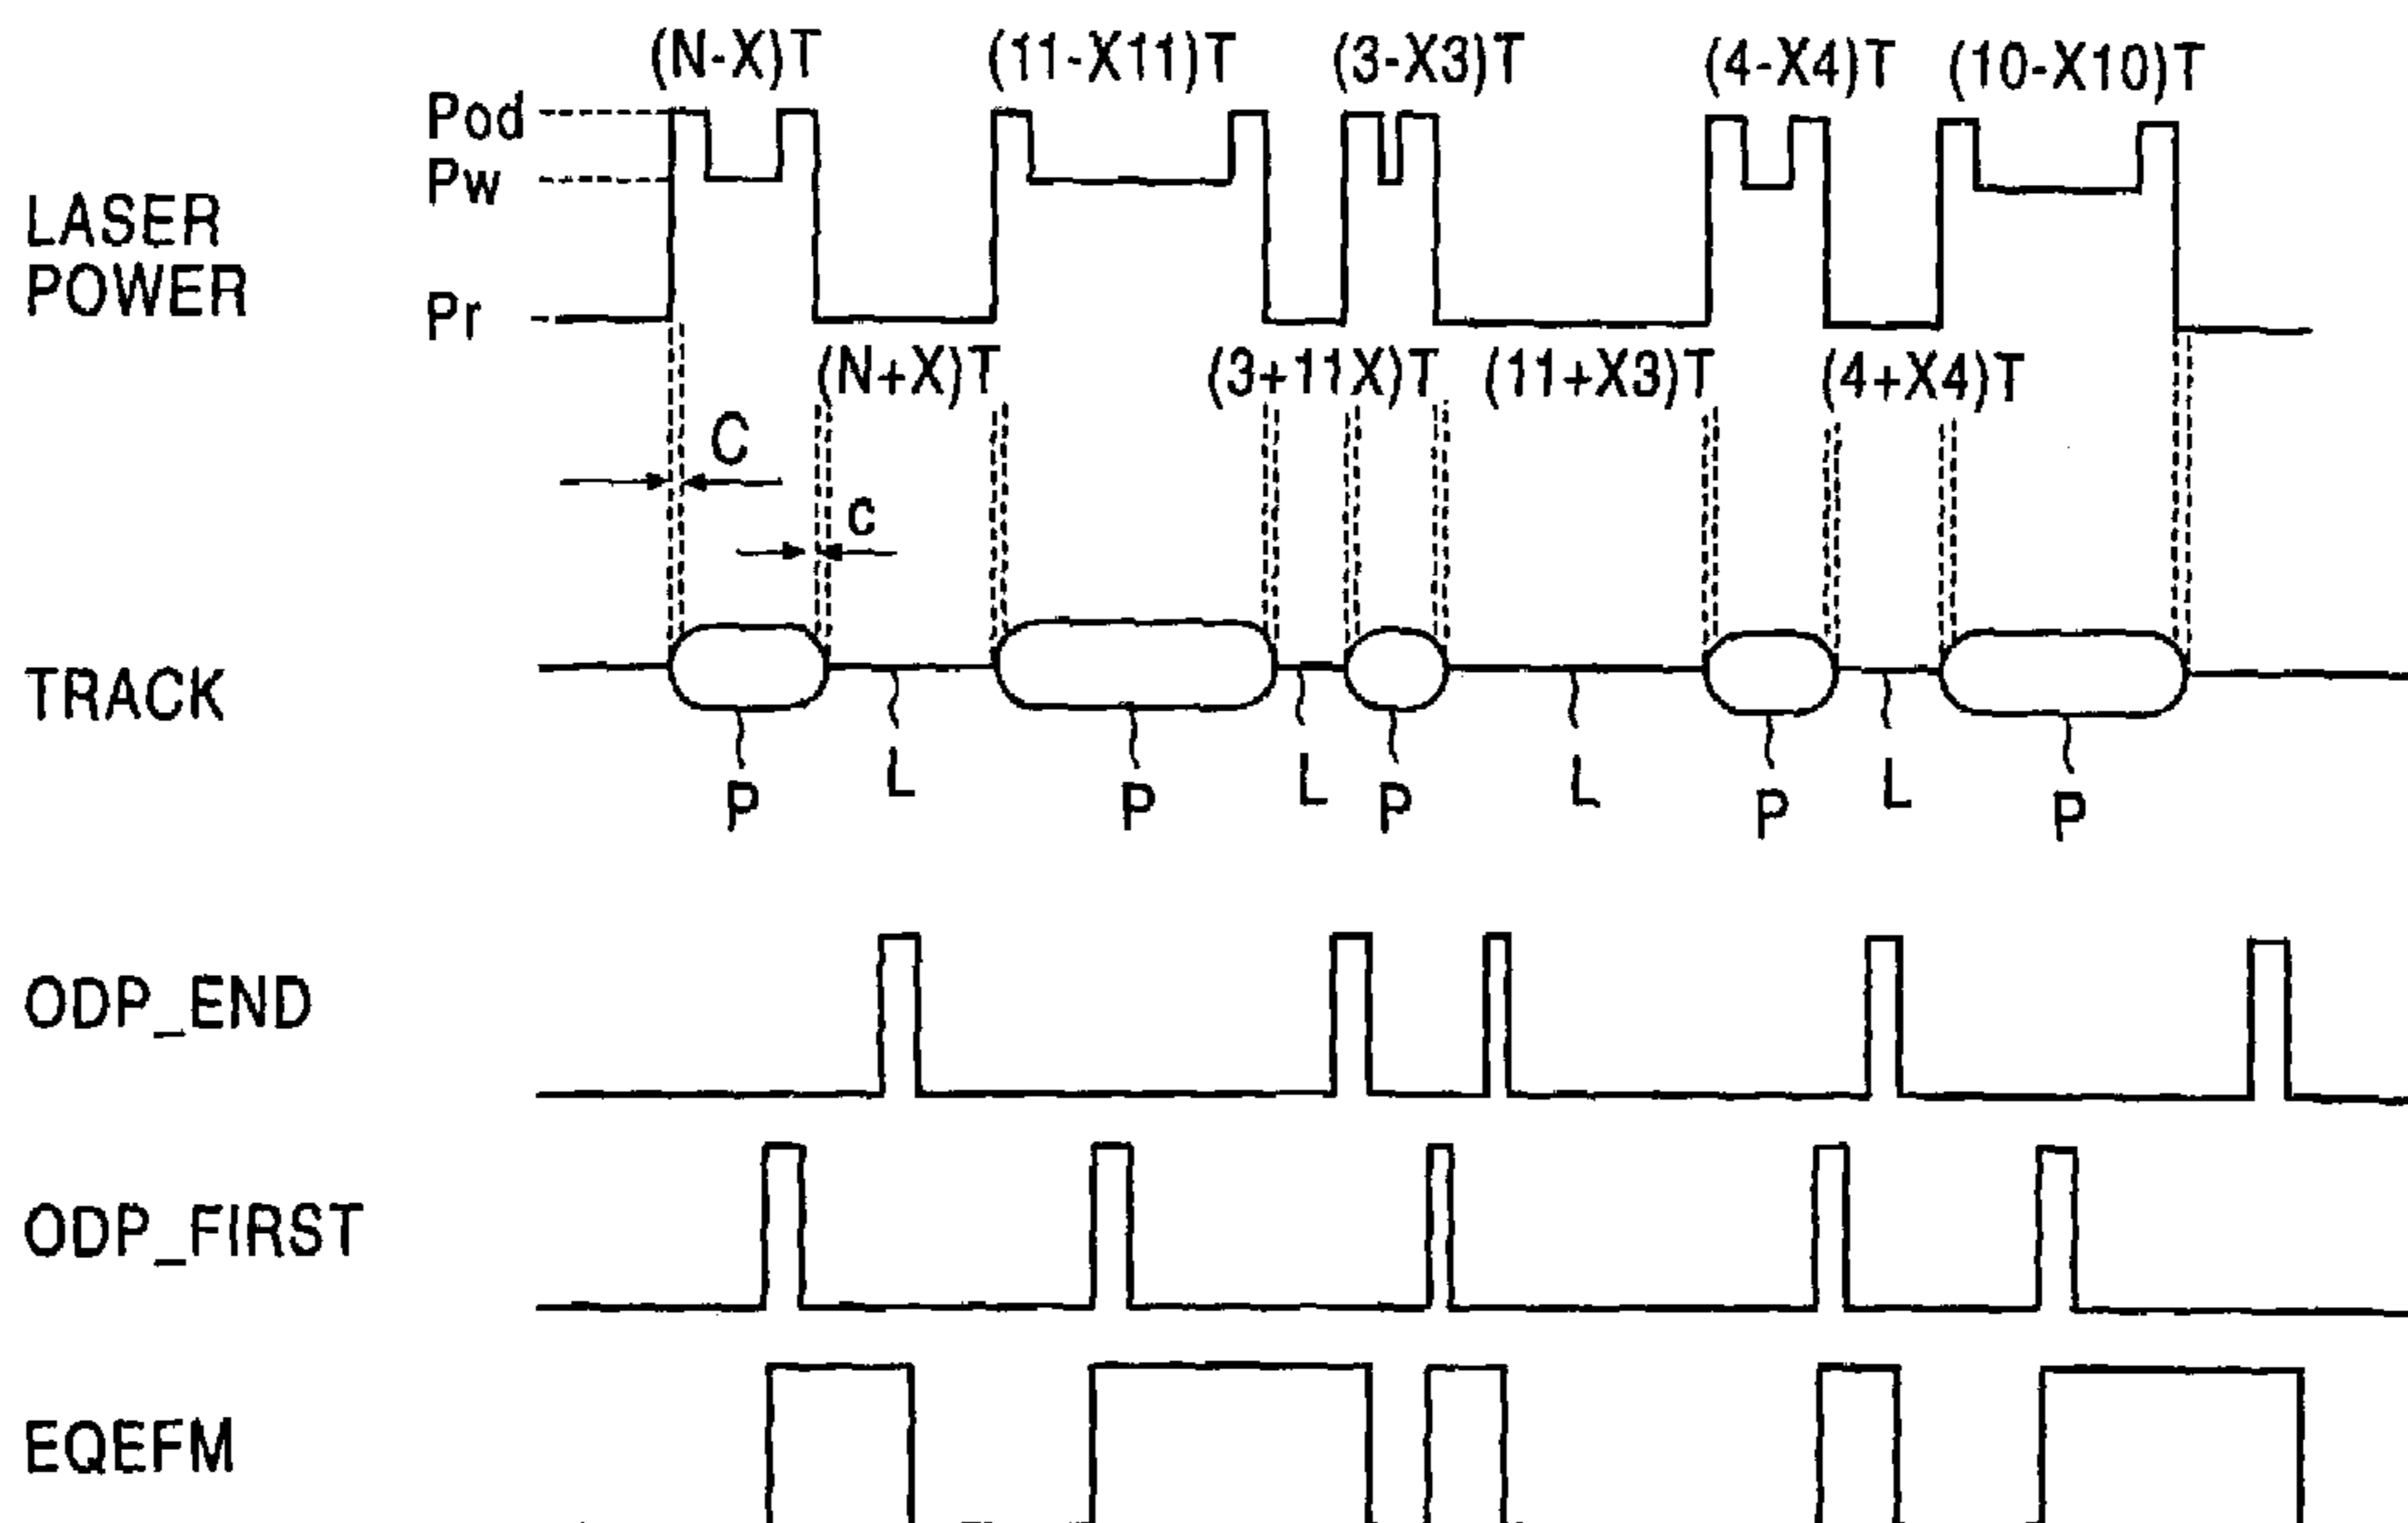 (N-X)T (11-X11)T (3-X3)T (4-X4)T (10-X10)T
Pod
Pw
LASER
POWER
Pr
(N+X)T (3+11X)T (11+X3)T (4+X4)T
C
c
TRACK
P L P L P L P L P
ODP_END
ODP_FIRST
EQEFM